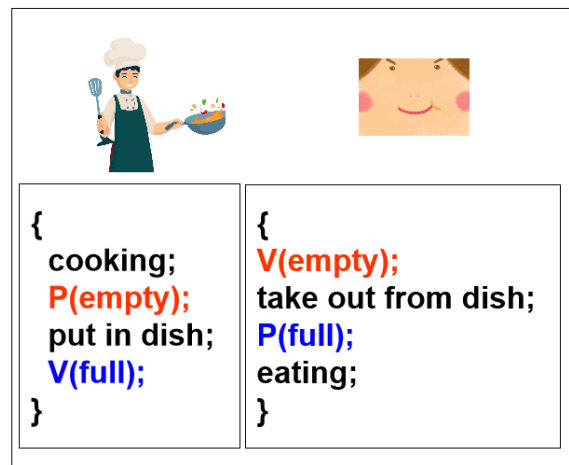 {
cooking;
P(empty);
put in dish;
V(full);
}
{
V(empty);
take out from dish;
P(full);
eating;
}